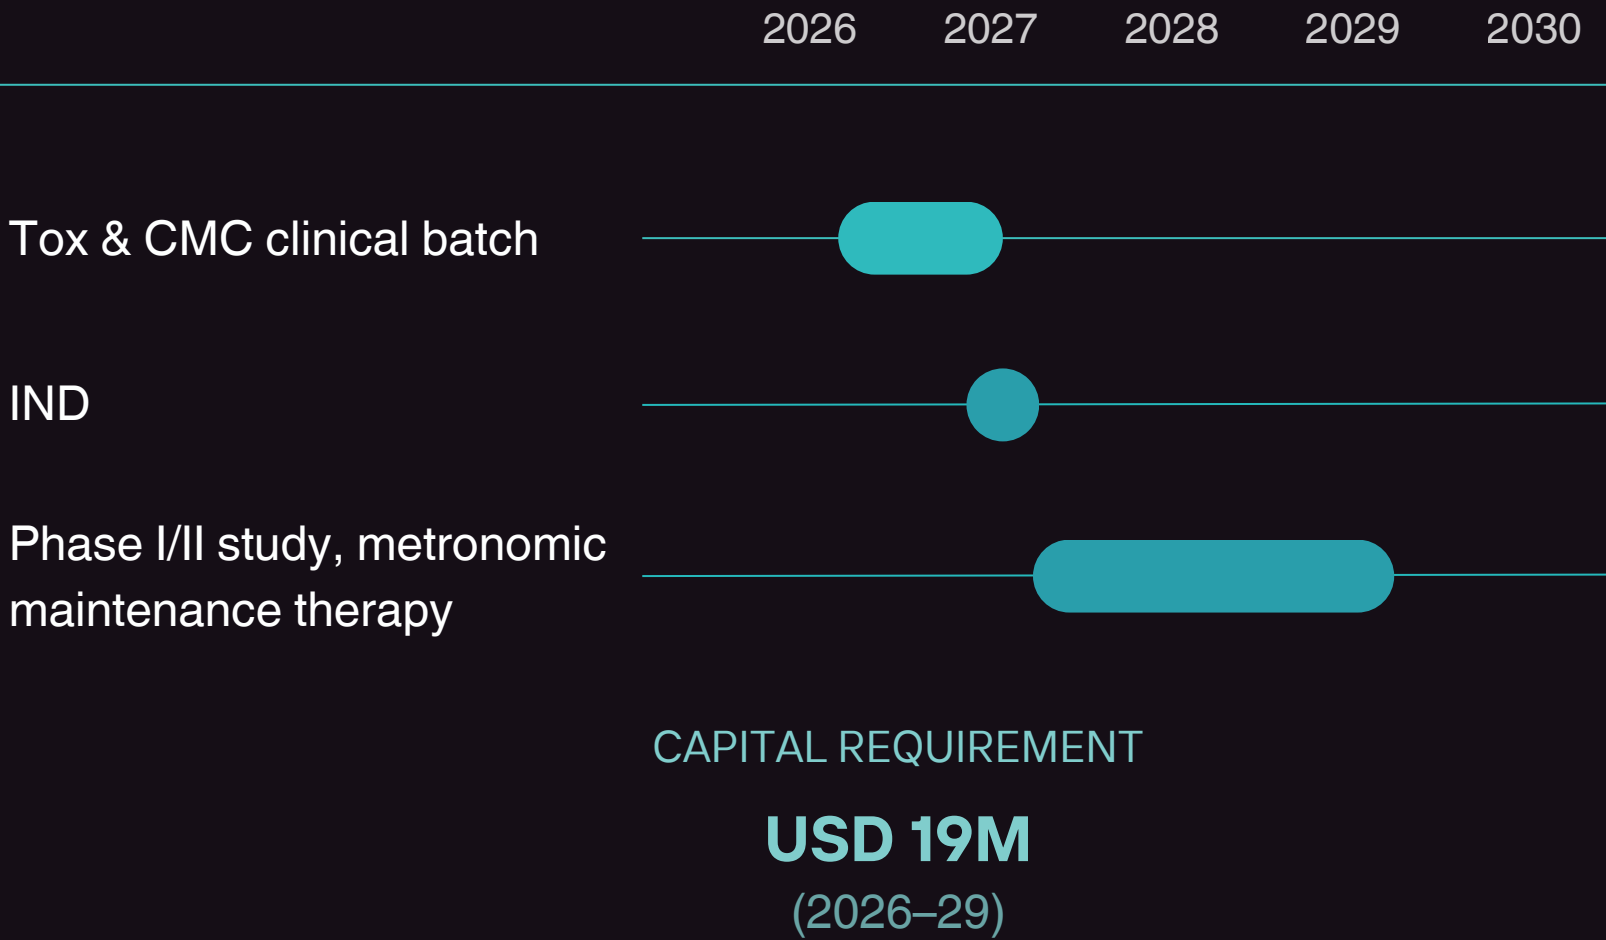 2026 2027 2028 2029 2030
Tox & CMC clinical batch
IND
Phase I/II study, metronomic
maintenance therapy
CAPITAL REQUIREMENT
USD 19M
(2026–29)